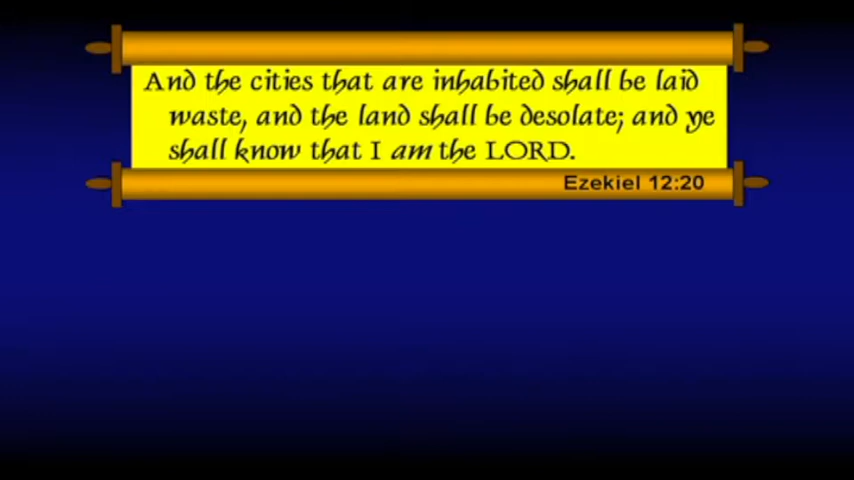 And the cities that are inhabited shall be laid
waste, and the land shall be desolate; and ye
shall know that I am the LORD.
Ezekiel 12:20